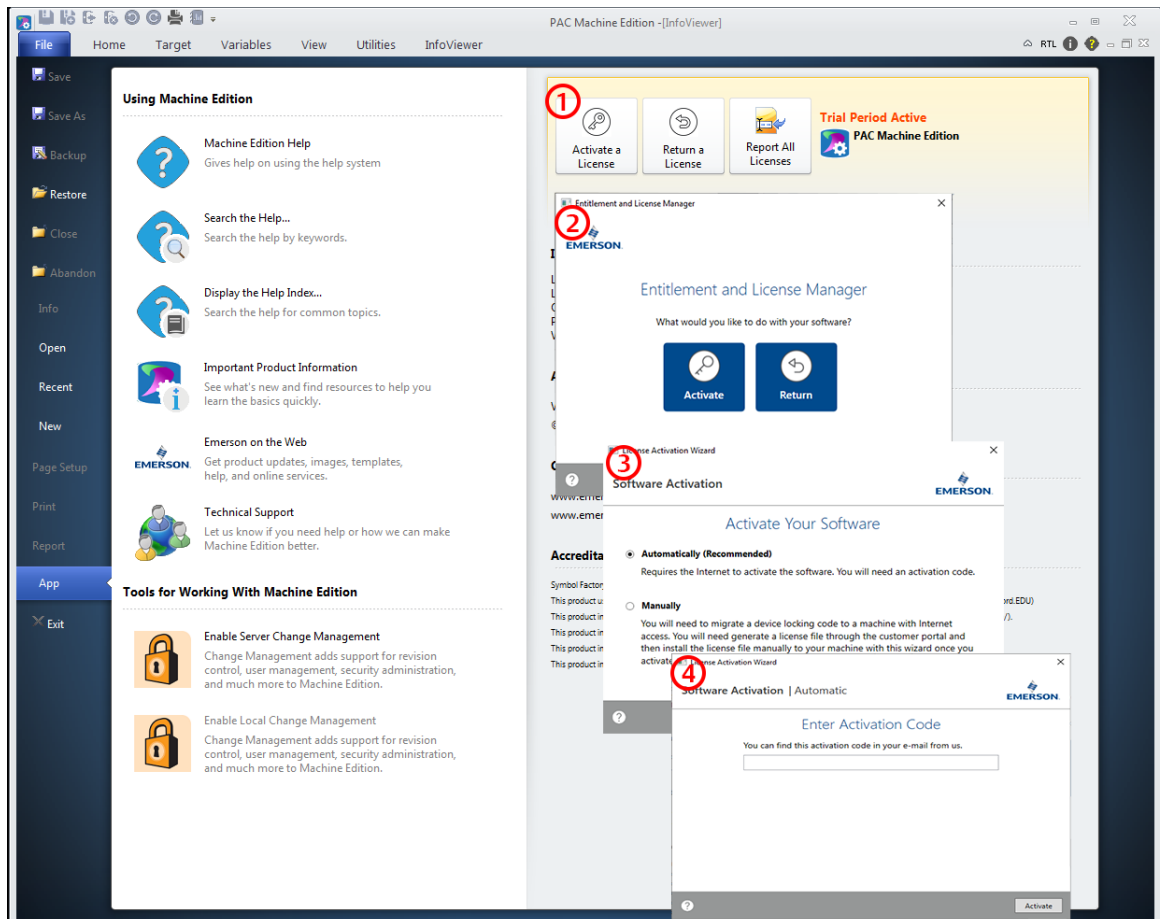 PAC Machine Edition -[InfoViewer]
File Home Target Variables View Utilities InfoViewer
RTL
Save
Save As
Backup
Restore
Close
Abandon
Info
Open
Recent
New
Page Setup
Print
Report
App
Exit
Using Machine Edition
Machine Edition Help
Gives help on using the help system
Search the Help...
Search the help by keywords.
Display the Help Index...
Search the help for common topics.
Important Product Information
See what's new and find resources to help you
learn the basics quickly.
EMERSON.
Emerson on the Web
Get product updates, images, templates,
help, and online services.
Technical Support
Let us know if you need help or how we can make
Machine Edition better.
Tools for Working With Machine Edition
Enable Server Change Management
Change Management adds support for revision
control, user management, security administration,
and much more to Machine Edition.
Enable Local Change Management
Change Management adds support for revision
control, user management, security administration,
and much more to Machine Edition.
1
Activate a
License
Return a
License
Report All
Licenses
Trial Period Active
PAC Machine Edition
Entitlement and License Manager
2
EMERSON.
Entitlement and License Manager
What would you like to do with your software?
Activate
Return
www.emer
Accredita
Symbol Factor
This product u
This product in
This product in
This product in
This product in
ord.EDU)
/).
License Activation Wizard
3
Software Activation
EMERSON.
Activate Your Software
Automatically (Recommended)
Requires the Internet to activate the software. You will need an activation code.
Manually
You will need to migrate a device locking code to a machine with Internet
access. You will need generate a license file through the customer portal and
then install the license file manually to your machine with this wizard once you
activate
License Activation Wizard
4
Software Activation | Automatic
EMERSON.
Enter Activation Code
You can find this activation code in your e-mail from us.
Activate